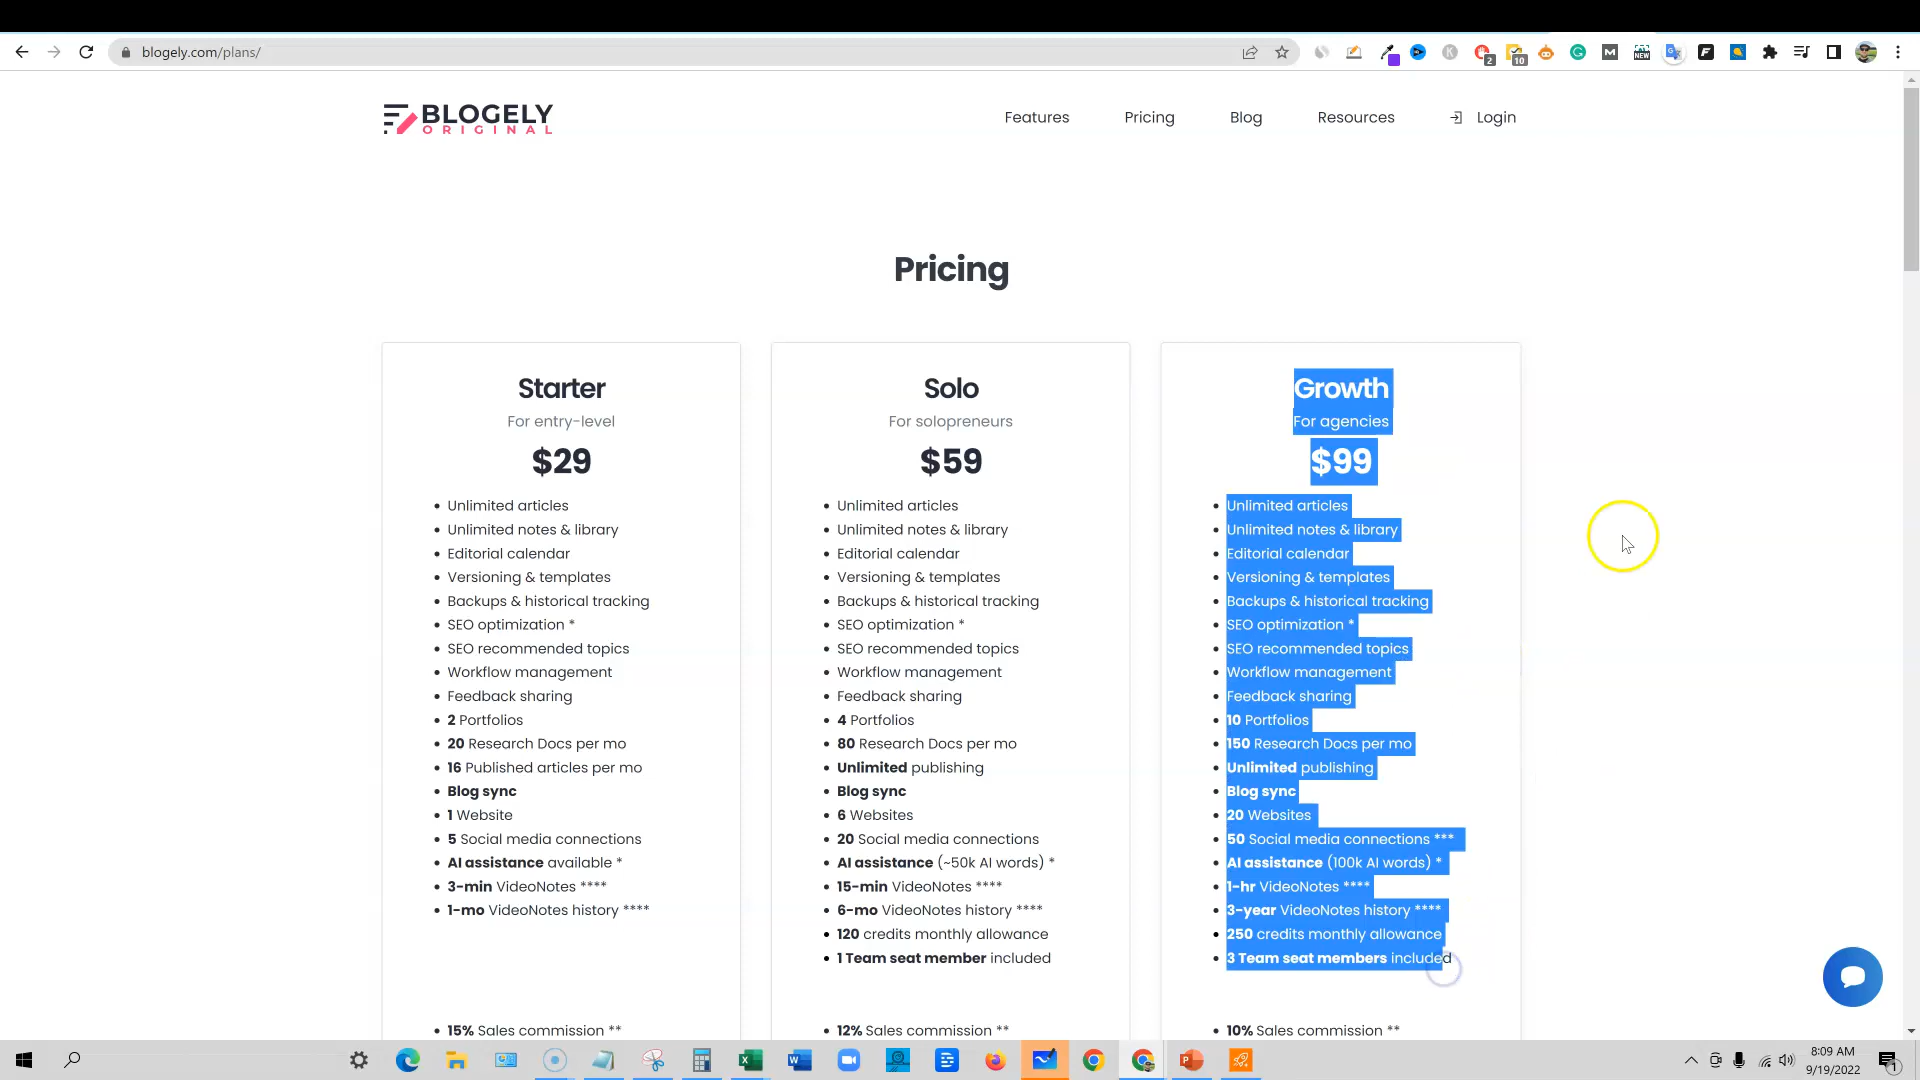 blogely.com/plans/
2
10
NEW
BLOGELY
ORIGINAL
Features
Pricing
Blog
Resources
Login
Pricing
Starter
For entry-level
$29
Unlimited articles
Unlimited notes & library
Editorial calendar
Versioning & templates
Backups & historical tracking
SEO optimization *
SEO recommended topics
Workflow management
Feedback sharing
2 Portfolios
20 Research Docs per mo
16 Published articles per mo
Blog sync
1 Website
5 Social media connections
AI assistance available *
3-min VideoNotes ****
1-mo VideoNotes history ****
15% Sales commission **
Solo
For solopreneurs
$59
Unlimited articles
Unlimited notes & library
Editorial calendar
Versioning & templates
Backups & historical tracking
SEO optimization *
SEO recommended topics
Workflow management
Feedback sharing
4 Portfolios
80 Research Docs per mo
Unlimited publishing
Blog sync
6 Websites
20 Social media connections
AI assistance (~50k AI words) *
15-min VideoNotes ****
6-mo VideoNotes history ****
120 credits monthly allowance
1 Team seat member included
12% Sales commission **
Growth
For agencies
$99
Unlimited articles
Unlimited notes & library
Editorial calendar
Versioning & templates
Backups & historical tracking
SEO optimization *
SEO recommended topics
Workflow management
Feedback sharing
10 Portfolios
150 Research Docs per mo
Unlimited publishing
Blog sync
20 Websites
50 Social media connections ***
AI assistance (100k AI words) *
1-hr VideoNotes ****
3-year VideoNotes history ****
250 credits monthly allowance
3 Team seat members included
10% Sales commission **
8:09 AM
9/19/2022
1